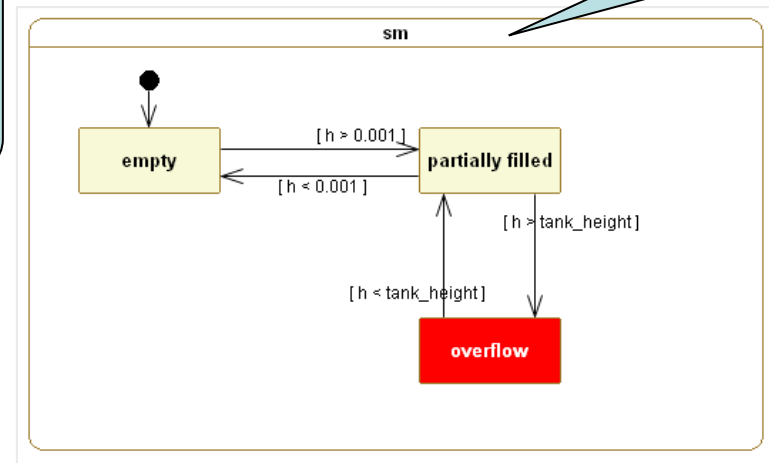 sm
[ h > 0.001 ]
empty
partially filled
[ h < 0.001 ]
[ h > tank_height ]
[ h < tank_height ]
overflow